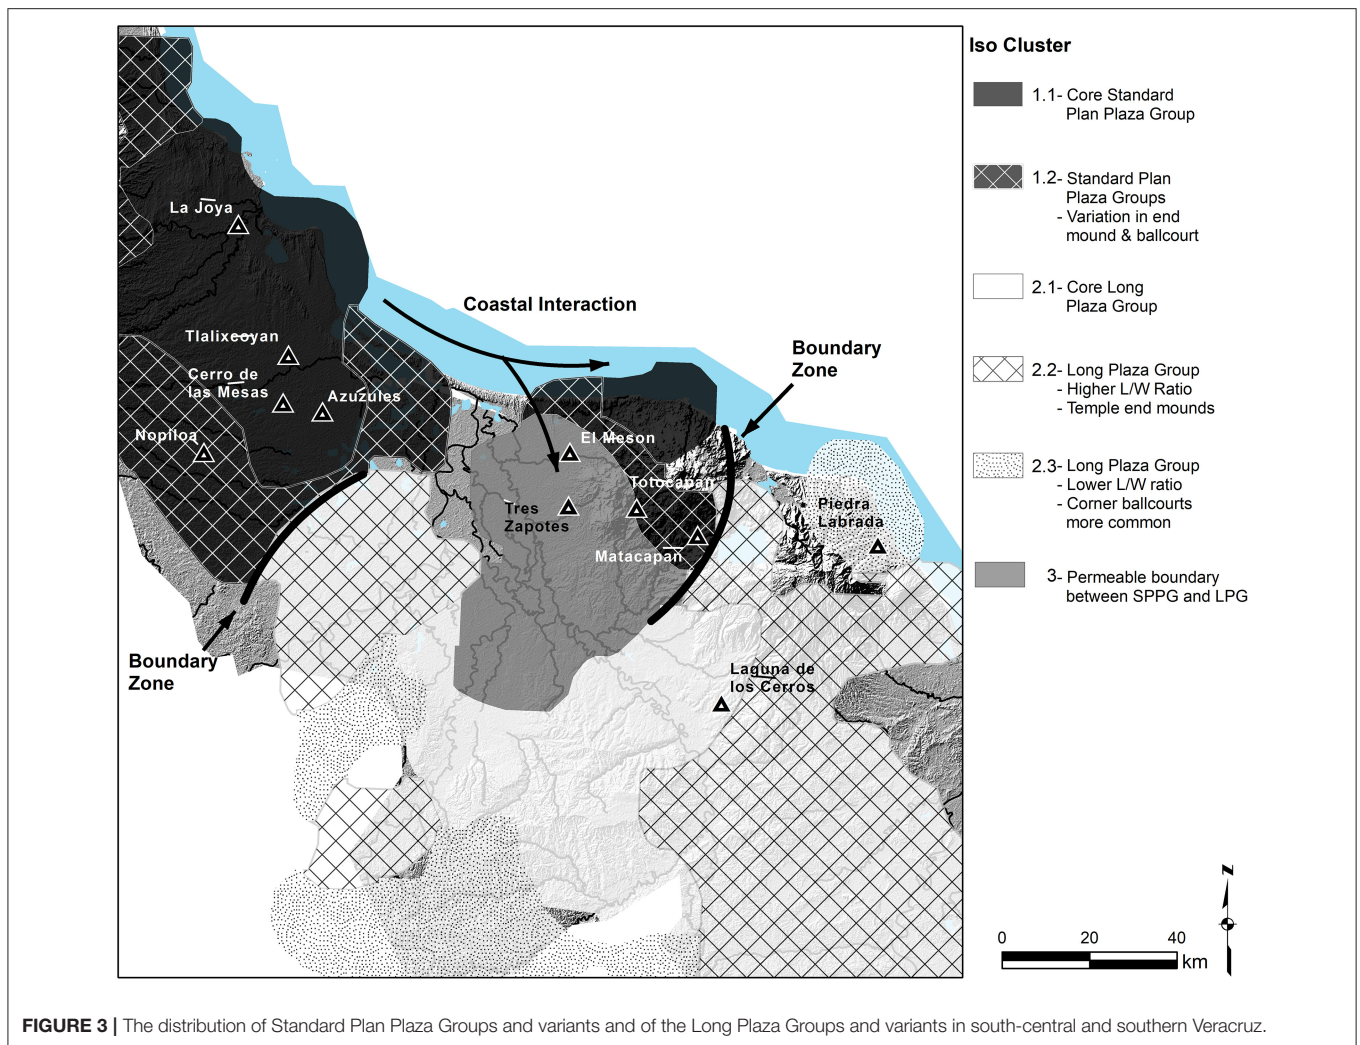 Iso Cluster
1.1- Core Standard
Plan Plaza Group
1.2- Standard Plan
Plaza Groups
- Variation in end
mound & ballcourt
2.1- Core Long
Plaza Group
2.2- Long Plaza Group
- Higher L/W Ratio
- Temple end mounds
2.3- Long Plaza Group
- Lower L/W ratio
- Corner ballcourts
more common
3- Permeable boundary
between SPPG and LPG
La Joya
Coastal Interaction
Tlalixcoyan
Boundary
Zone
Cerro de
las Mesas
Azuzules
Nopiloa
El Meson
Totocapan
Tres
Zapotes
Piedra
Labrada
Matacapan
Boundary
Zone
Laguna de
los Cerros
N
0 20 40
km
FIGURE 3 | The distribution of Standard Plan Plaza Groups and variants and of the Long Plaza Groups and variants in south-central and southern Veracruz.